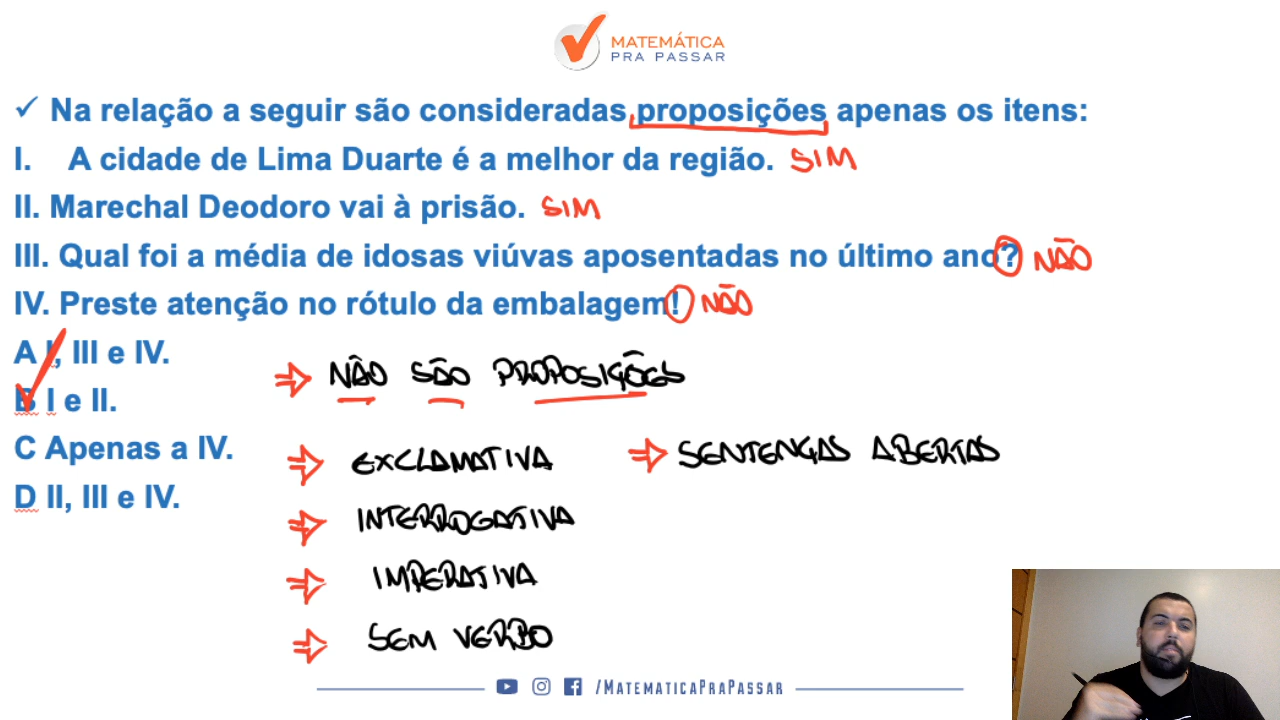 MATEMÁTICA
PRA PASSAR
✓ Na relação a seguir são consideradas proposições apenas os itens:
I. A cidade de Lima Duarte é a melhor da região. SIM
II. Marechal Deodoro vai à prisão. SIM
III. Qual foi a média de idosas viúvas aposentadas no último ano? NÃO
IV. Preste atenção no rótulo da embalagem! NÃO
A I, III e IV.
⇒ NÃO SÃO PROPOSIÇÕES
B I e II.
C Apenas a IV.
⇒ EXCLAMATIVA ⇒ SENTENÇAS ABERTAS
D II, III e IV.
⇒ INTERROGATIVA
⇒ IMPERATIVA
⇒ SEM VERBO
/MATEMATICAPRAPASSAR